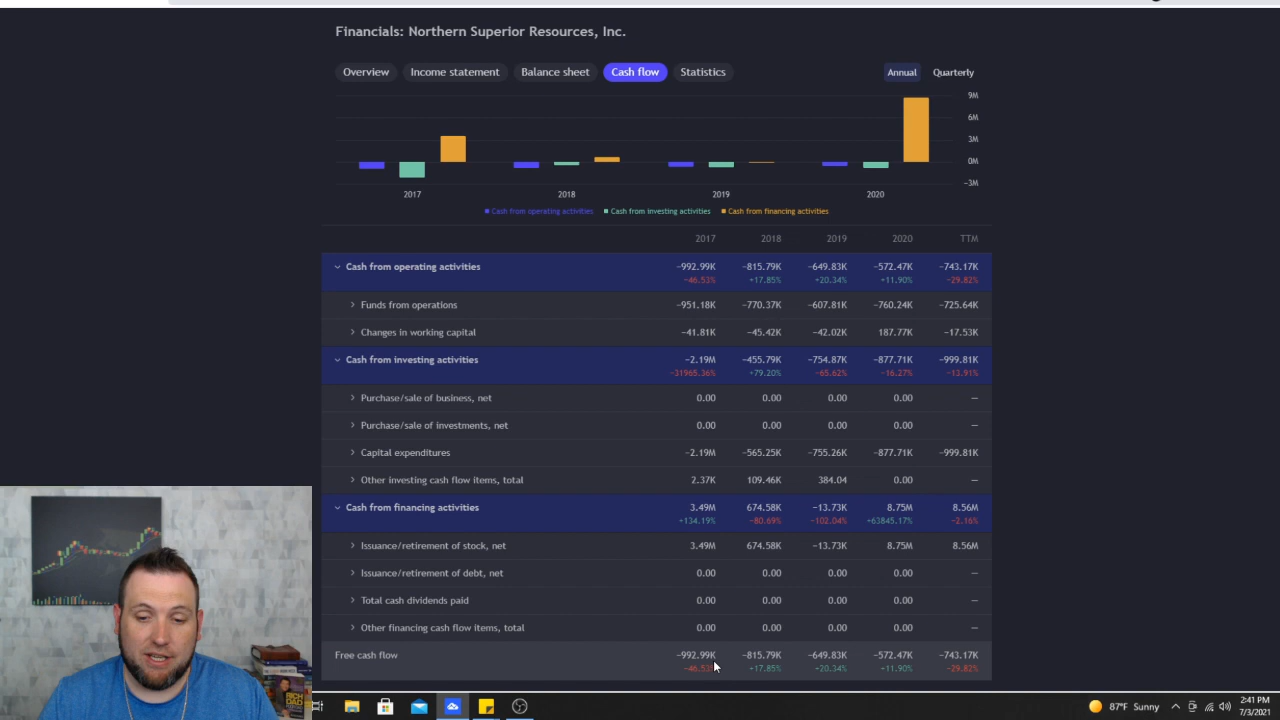 Financials: Northern Superior Resources, Inc.
Overview Income statement Balance sheet Cash flow Statistics Annual Quarterly
9M
6M
3M
0M
−3M
2017 2018 2019 2020
Cash from operating activities Cash from investing activities Cash from financing activities
2017 2018 2019 2020 TTM
Cash from operating activities −992.99K −815.79K −649.83K −572.47K −743.17K
−46.53% +17.85% +20.34% +11.90% −29.82%
Funds from operations −951.18K −770.37K −607.81K −760.24K −725.64K
Changes in working capital −41.81K −45.42K −42.02K 187.77K −17.53K
Cash from investing activities −2.19M −455.79K −754.87K −877.71K −999.81K
−31965.36% +79.20% −65.62% −16.27% −13.91%
Purchase/sale of business, net 0.00 0.00 0.00 0.00 —
Purchase/sale of investments, net 0.00 0.00 0.00 0.00 —
Capital expenditures −2.19M −565.25K −755.26K −877.71K −999.81K
Other investing cash flow items, total 2.37K 109.46K 384.04 0.00 —
Cash from financing activities 3.49M 674.58K −13.73K 8.75M 8.56M
+134.19% −80.69% −102.04% +63845.17% −2.16%
Issuance/retirement of stock, net 3.49M 674.58K −13.73K 8.75M 8.56M
Issuance/retirement of debt, net 0.00 0.00 0.00 0.00 —
Total cash dividends paid 0.00 0.00 0.00 0.00 —
Other financing cash flow items, total 0.00 0.00 0.00 0.00 —
Free cash flow −992.99K −815.79K −649.83K −572.47K −743.17K
−46.53% +17.85% +20.34% +11.90% −29.82%
RICH
DAD
87°F Sunny
2:41 PM
7/3/2021